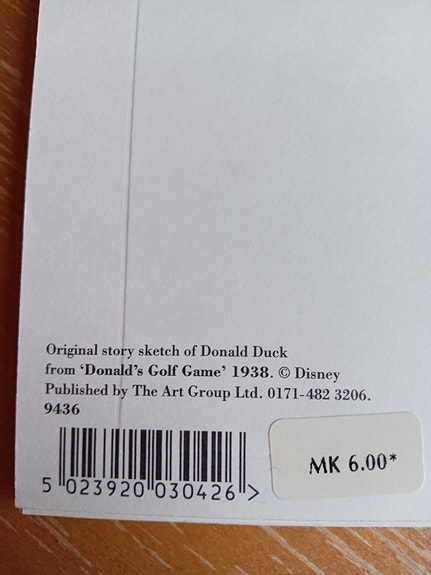 Original story sketch of Donald Duck
from ‘Donald’s Golf Game’ 1938. © Disney
Published by The Art Group Ltd. 0171-482 3206.
9436
5 023920 030426 >
MK 6.00*